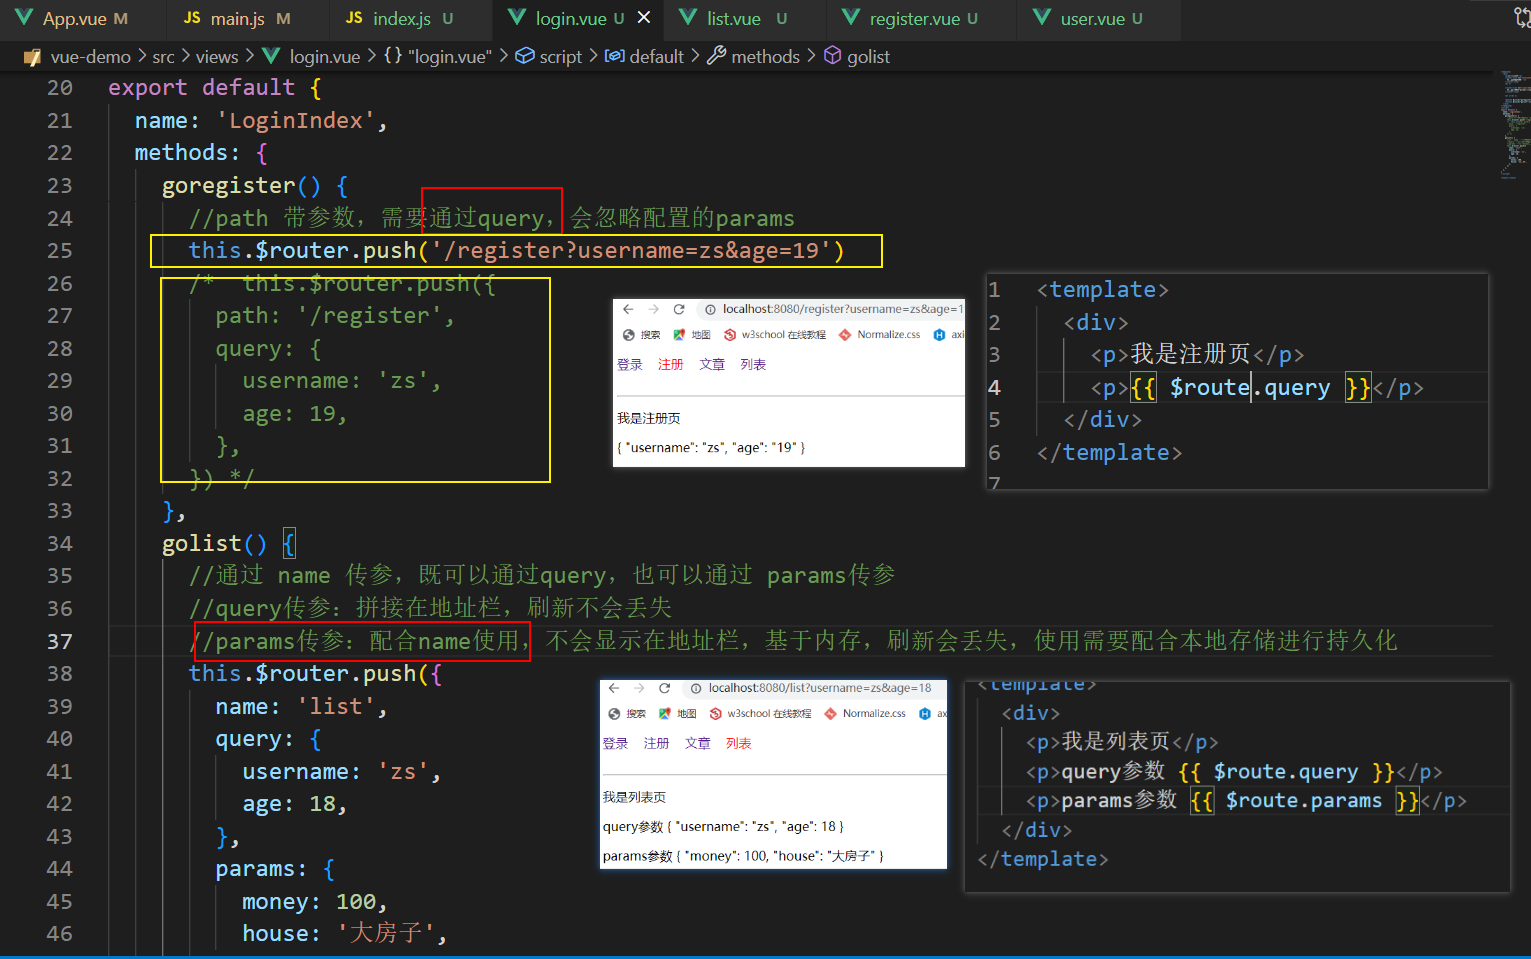 App.vue M
JS main.js M
JS index.js U
login.vue U
list.vue U
register.vue U
user.vue U
vue-demo > src > views > login.vue > {} "login.vue" > script > default > methods > golist
20 export default {
21 name: 'LoginIndex',
22 methods: {
23 goregister() {
24 //path 带参数，需要通过query，会忽略配置的params
25 this.$router.push('/register?username=zs&age=19')
26 /* this.$router.push({
27 path: '/register',
28 query: {
29 username: 'zs',
30 age: 19,
31 },
32 }) */
33 },
34 golist() {
35 //通过 name 传参，既可以通过query，也可以通过 params传参
36 //query传参：拼接在地址栏，刷新不会丢失
37 //params传参：配合name使用，不会显示在地址栏，基于内存，刷新会丢失，使用需要配合本地存储进行持久化
38 this.$router.push({
39 name: 'list',
40 query: {
41 username: 'zs',
42 age: 18,
43 },
44 params: {
45 money: 100,
46 house: '大房子',
localhost:8080/register?username=zs&age=1
搜索 地图 w3school 在线教程 Normalize.css axi
登录 注册 文章 列表
我是注册页
{ "username": "zs", "age": "19" }
1 <template>
2 <div>
3 <p>我是注册页</p>
4 <p>{{ $route.query }}</p>
5 </div>
6 </template>
7
localhost:8080/list?username=zs&age=18
搜索 地图 w3school 在线教程 Normalize.css ax
登录 注册 文章 列表
我是列表页
query参数 { "username": "zs", "age": 18 }
params参数 { "money": 100, "house": "大房子" }
<template>
<div>
<p>我是列表页</p>
<p>query参数 {{ $route.query }}</p>
<p>params参数 {{ $route.params }}</p>
</div>
</template>